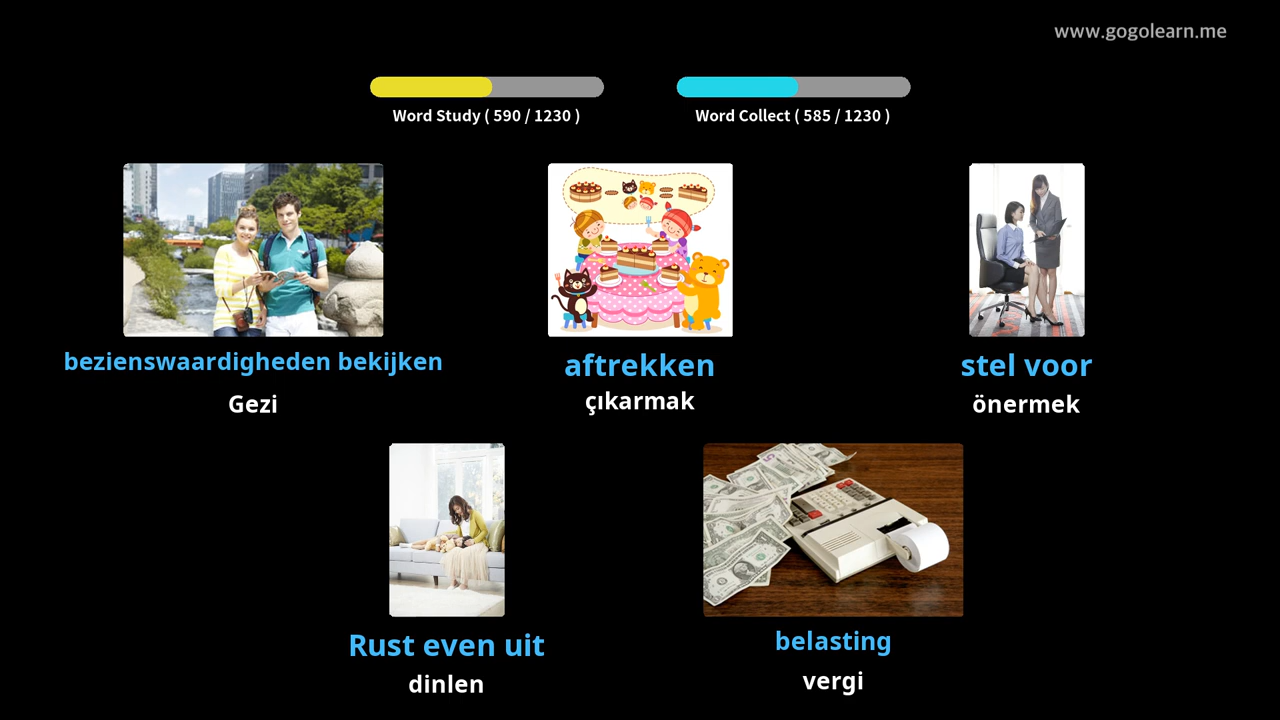 www.gogolearn.me
Word Study ( 590 / 1230 )
Word Collect ( 585 / 1230 )
bezienswaardigheden bekijken
Gezi
aftrekken
çıkarmak
stel voor
önermek
Rust even uit
dinlen
belasting
vergi